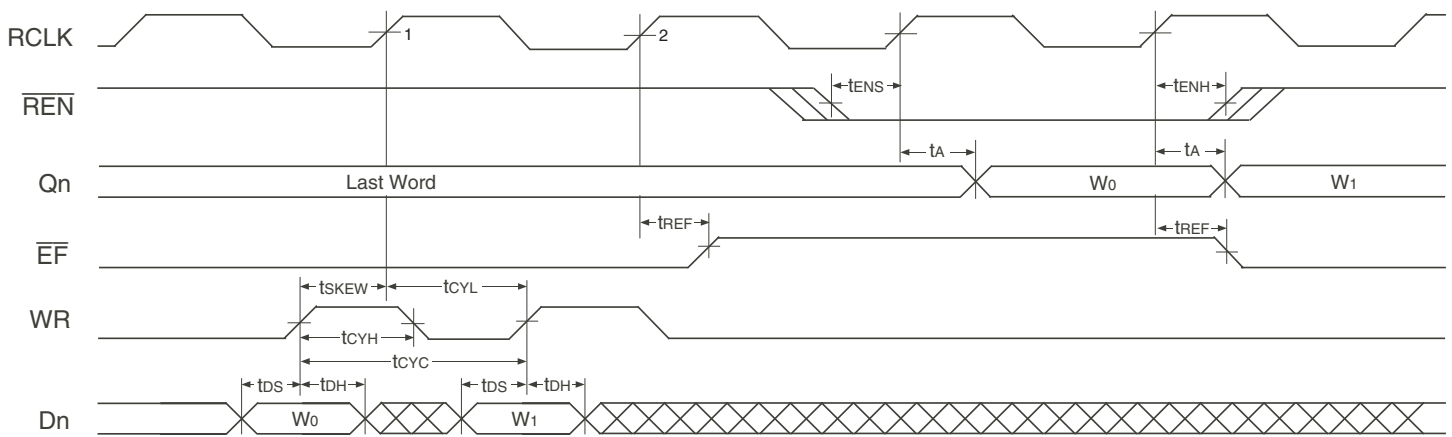 RCLK 1 2
REN tENS tENH
tA tA
Qn Last Word W0 W1
tREF tREF
EF
tSKEW tCYL
WR
tCYH
tCYC
tDS tDH tDS tDH
Dn W0 W1